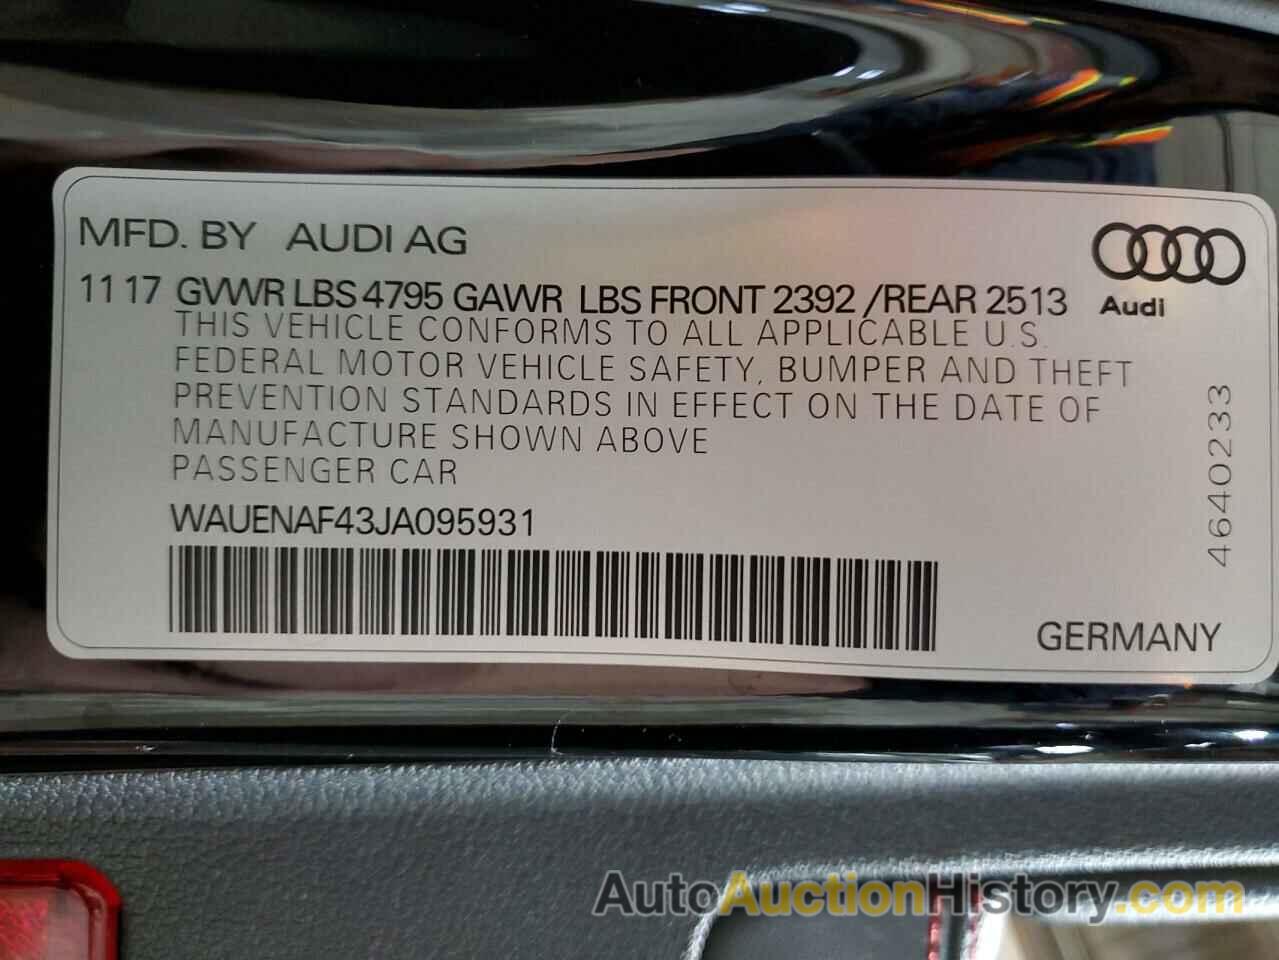 MFD. BY AUDI AG
11 17 GVWR LBS 4795 GAWR LBS FRONT 2392 /REAR 2513
Audi
THIS VEHICLE CONFORMS TO ALL APPLICABLE U.S.
FEDERAL MOTOR VEHICLE SAFETY, BUMPER AND THEFT
PREVENTION STANDARDS IN EFFECT ON THE DATE OF
MANUFACTURE SHOWN ABOVE
PASSENGER CAR
WAUENAF43JA095931
4640233
GERMANY
AutoAuctionHistory.com